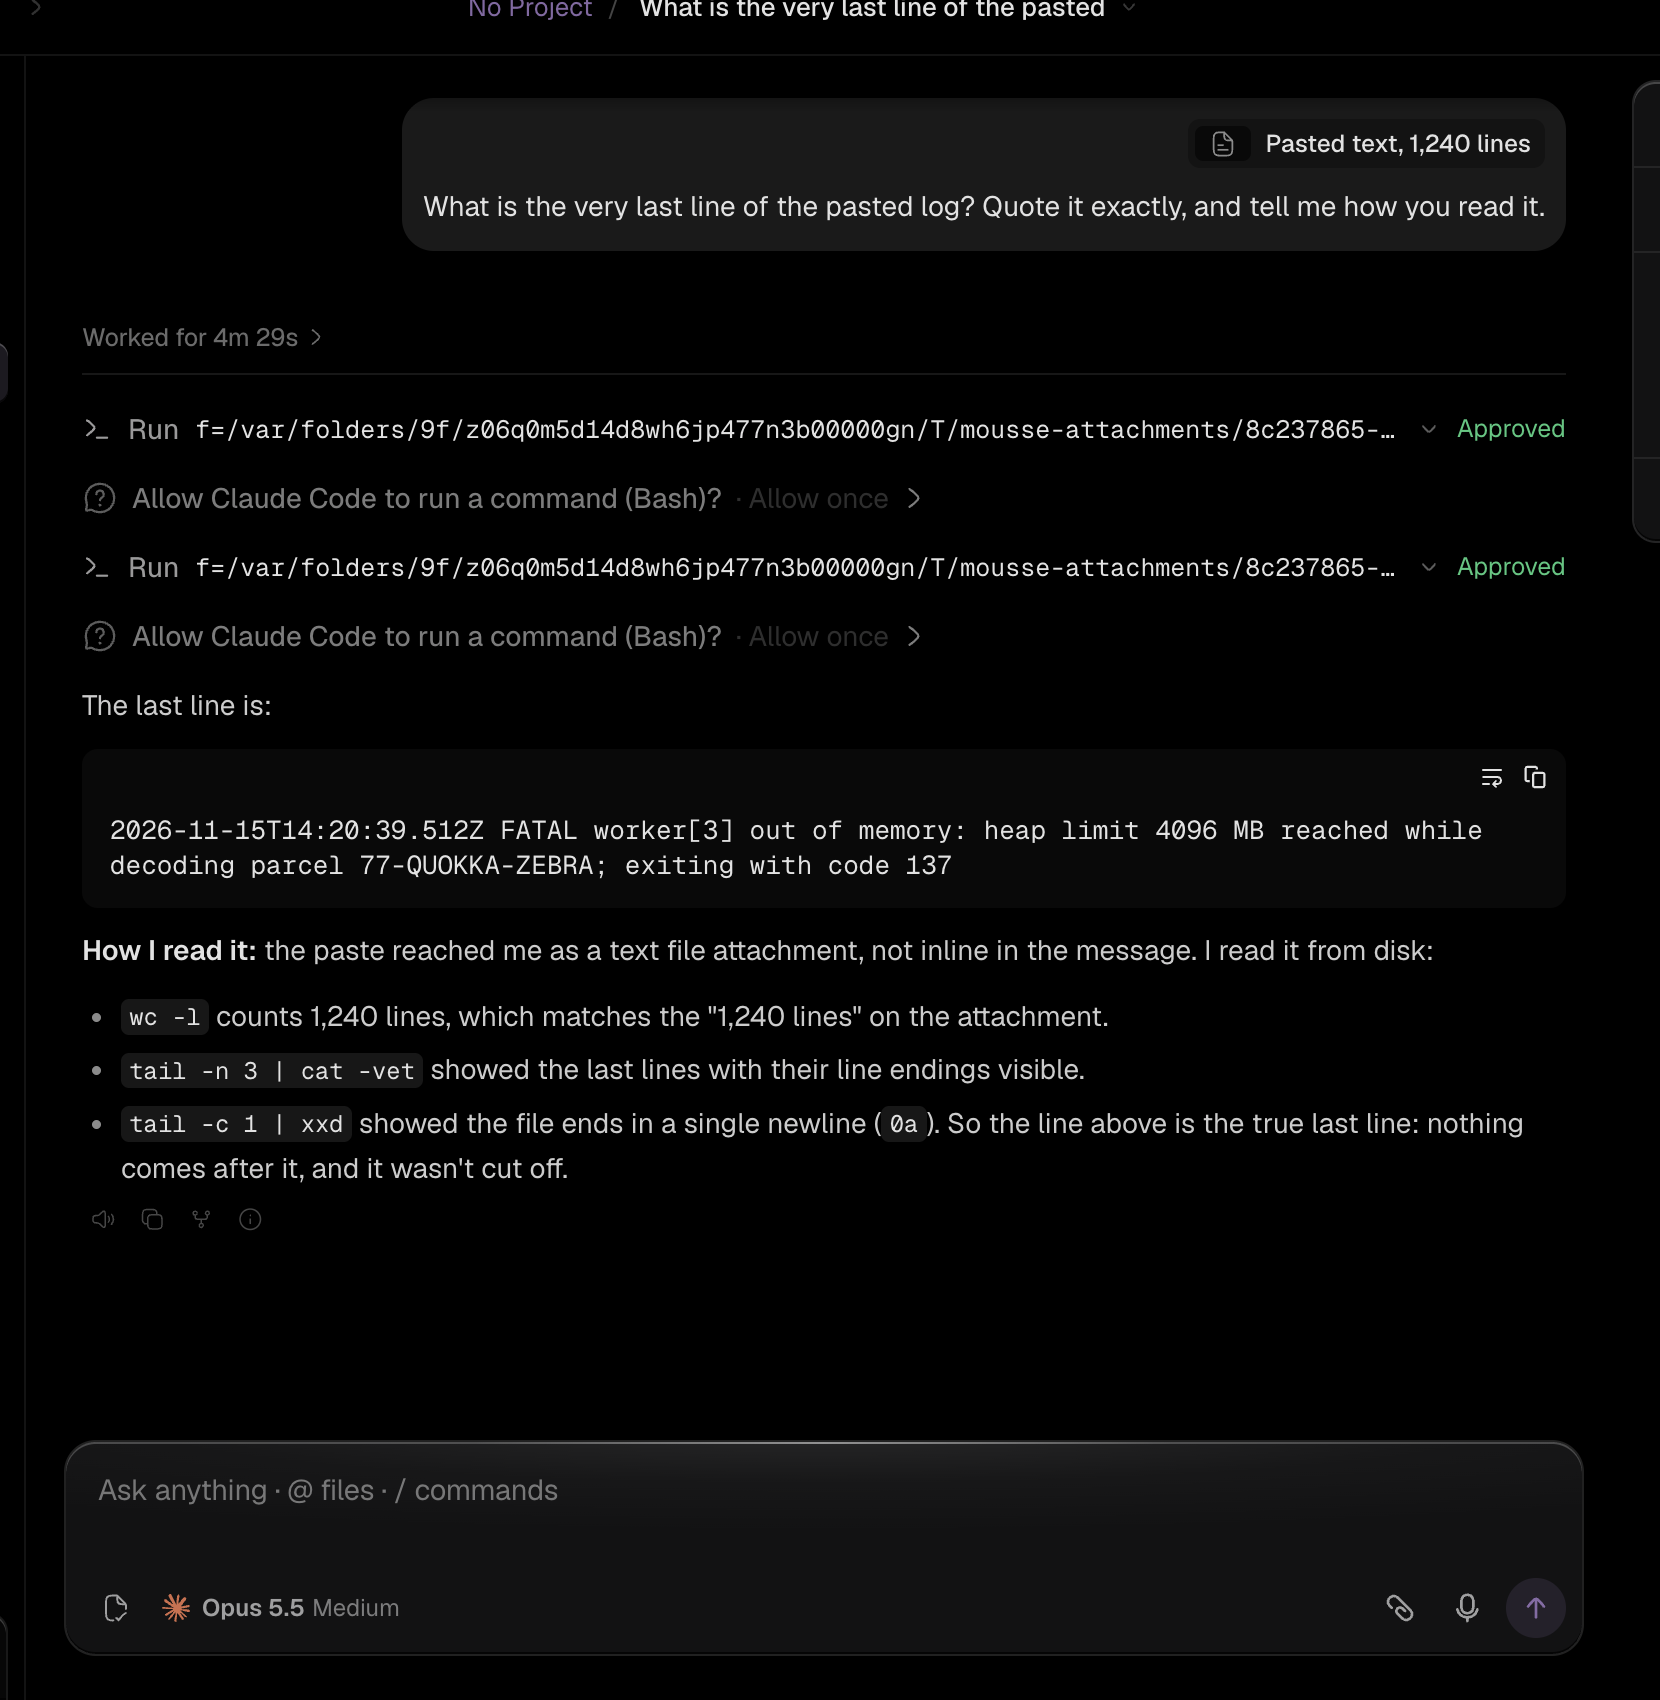 No Project / What is the very last line of the pasted
Pasted text, 1,240 lines
What is the very last line of the pasted log? Quote it exactly, and tell me how you read it.
Worked for 4m 29s
Run f=/var/folders/9f/z06q0m5d14d8wh6jp477n3b00000gn/T/mousse-attachments/8c237865-… Approved
Allow Claude Code to run a command (Bash)? · Allow once
Run f=/var/folders/9f/z06q0m5d14d8wh6jp477n3b00000gn/T/mousse-attachments/8c237865-… Approved
Allow Claude Code to run a command (Bash)? · Allow once
The last line is:
2026-11-15T14:20:39.512Z FATAL worker[3] out of memory: heap limit 4096 MB reached while
decoding parcel 77-QUOKKA-ZEBRA; exiting with code 137
How I read it: the paste reached me as a text file attachment, not inline in the message. I read it from disk:
• wc -l counts 1,240 lines, which matches the "1,240 lines" on the attachment.
• tail -n 3 | cat -vet showed the last lines with their line endings visible.
• tail -c 1 | xxd showed the file ends in a single newline (0a). So the line above is the true last line: nothing
comes after it, and it wasn't cut off.
Ask anything · @ files · / commands
Opus 5.5 Medium